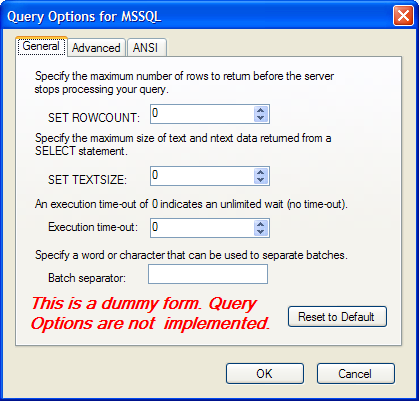 Query Options for MSSQL
General Advanced ANSI
Specify the maximum number of rows to return before the server
stops processing your query.
SET ROWCOUNT: 0
Specify the maximum size of text and ntext data returned from a
SELECT statement.
SET TEXTSIZE: 0
An execution time-out of 0 indicates an unlimited wait (no time-out).
Execution time-out: 0
Specify a word or character that can be used to separate batches.
Batch separator:
This is a dummy form. Query
Options are not implemented.
Reset to Default
OK Cancel